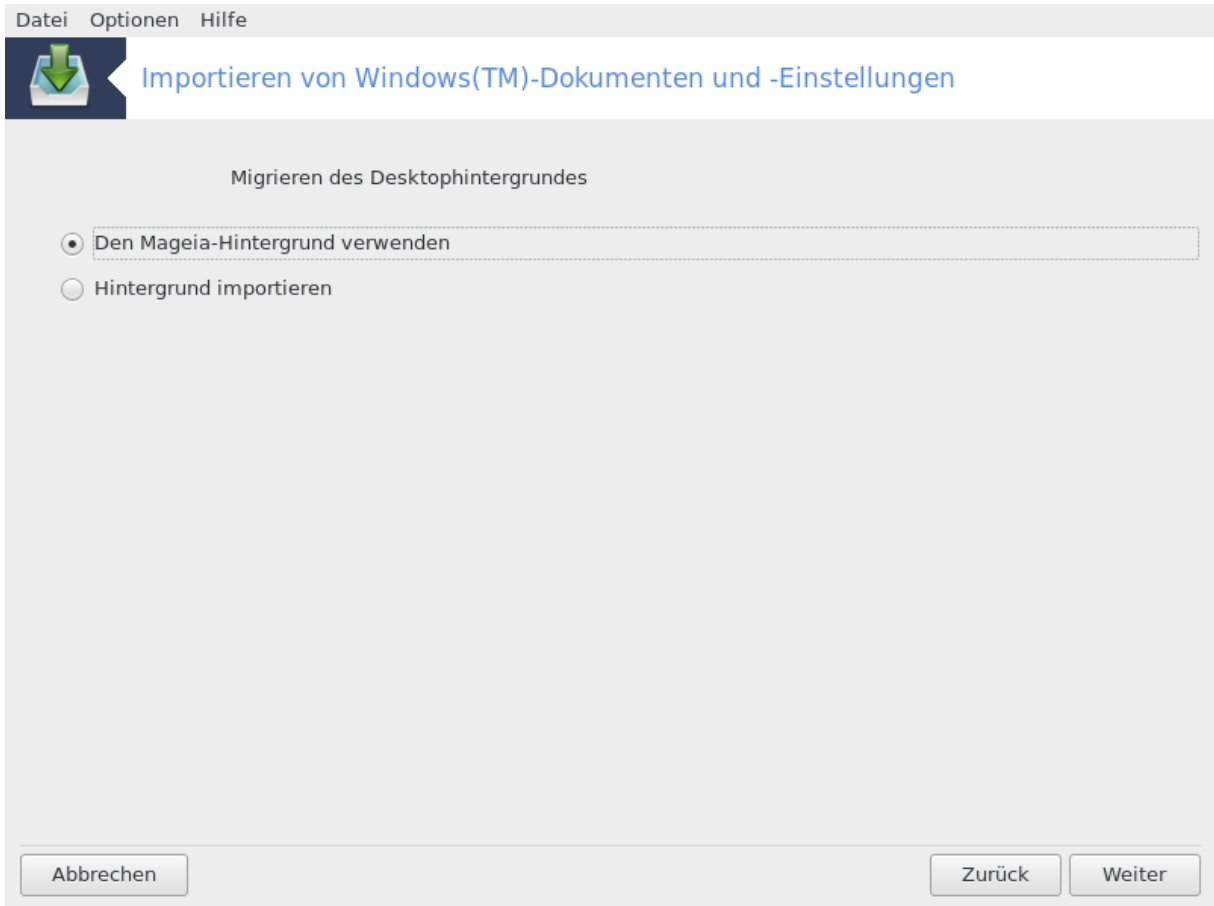 Datei Optionen Hilfe
Importieren von Windows(TM)-Dokumenten und -Einstellungen
Migrieren des Desktophintergrundes
Den Mageia-Hintergrund verwenden
Hintergrund importieren
Abbrechen Zurück Weiter